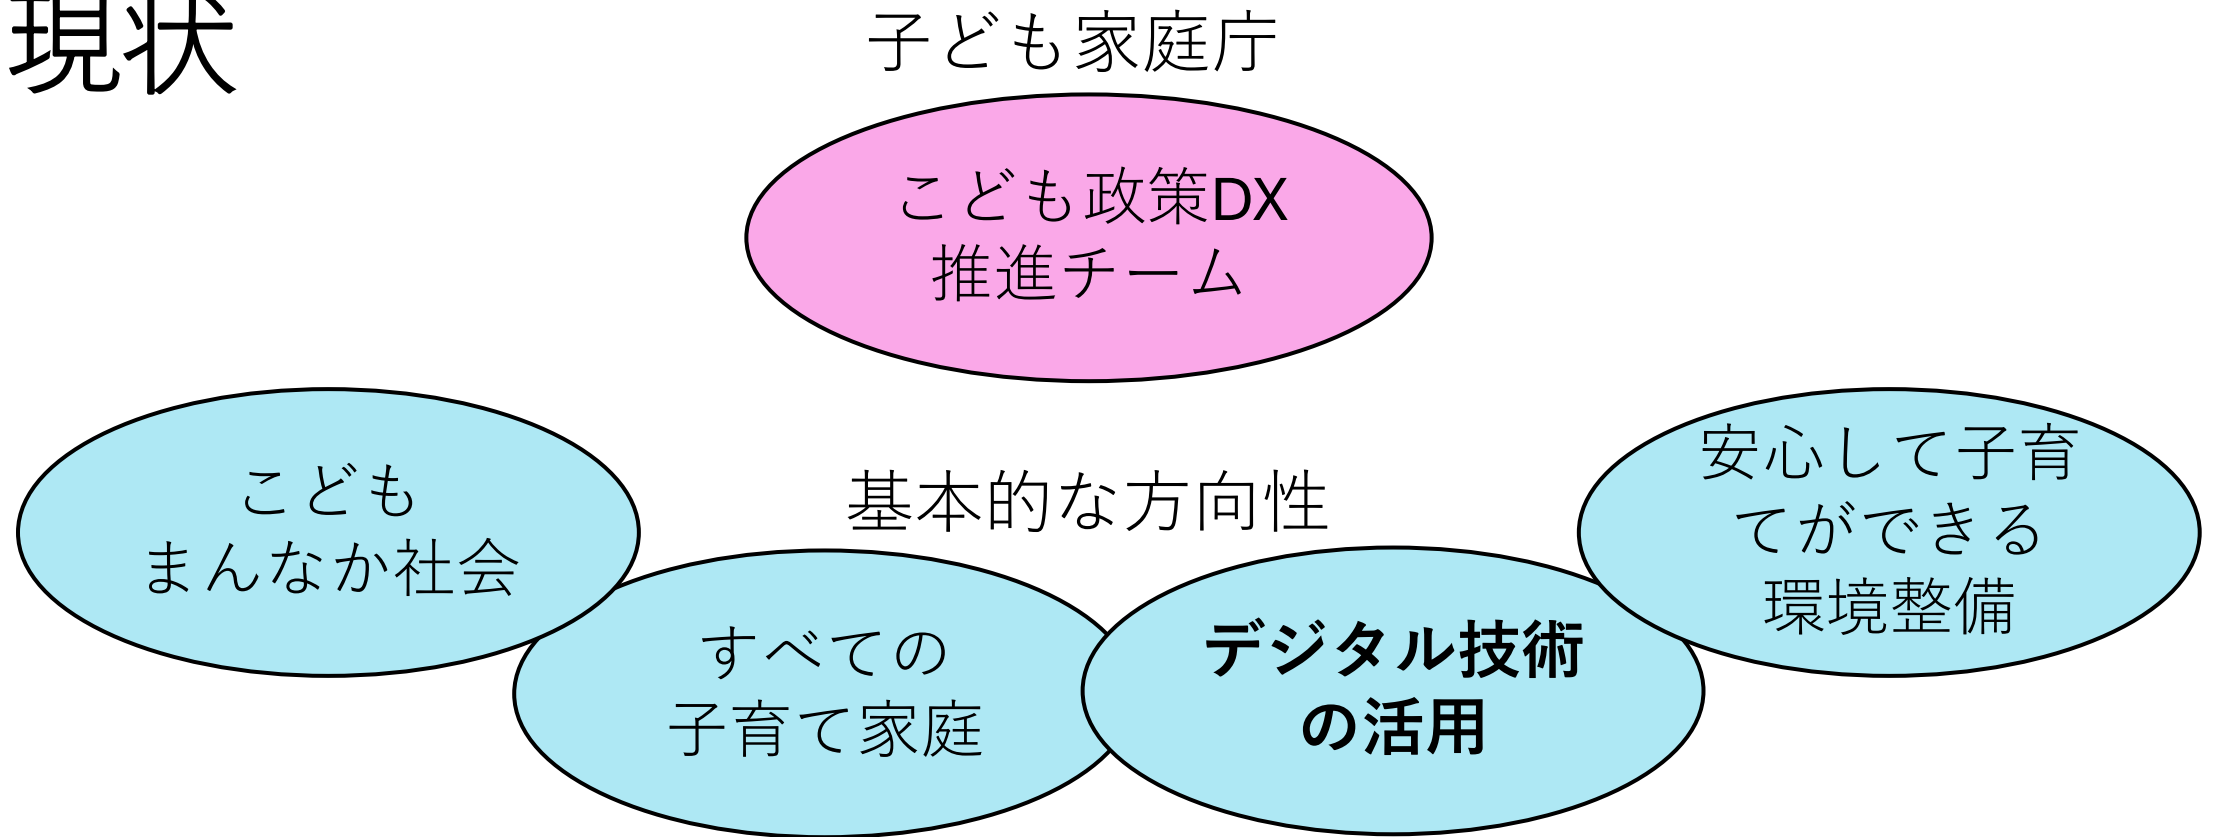 現状
子ども家庭庁
こども政策DX
推進チーム
こども
まんなか社会
基本的な方向性
すべての
子育て家庭
デジタル技術
の活用
安心して子育
てができる
環境整備